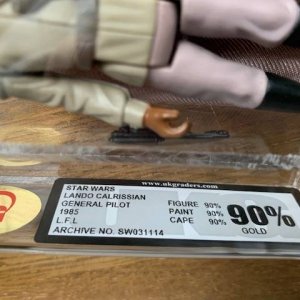 www.ukgraders.com
STAR WARS
LANDO CALRISSIAN
GENERAL PILOT
1985
L.F.L
ARCHIVE NO. SW031114
FIGURE 90%
PAINT 90%
CAPE 90%
90%
GOLD